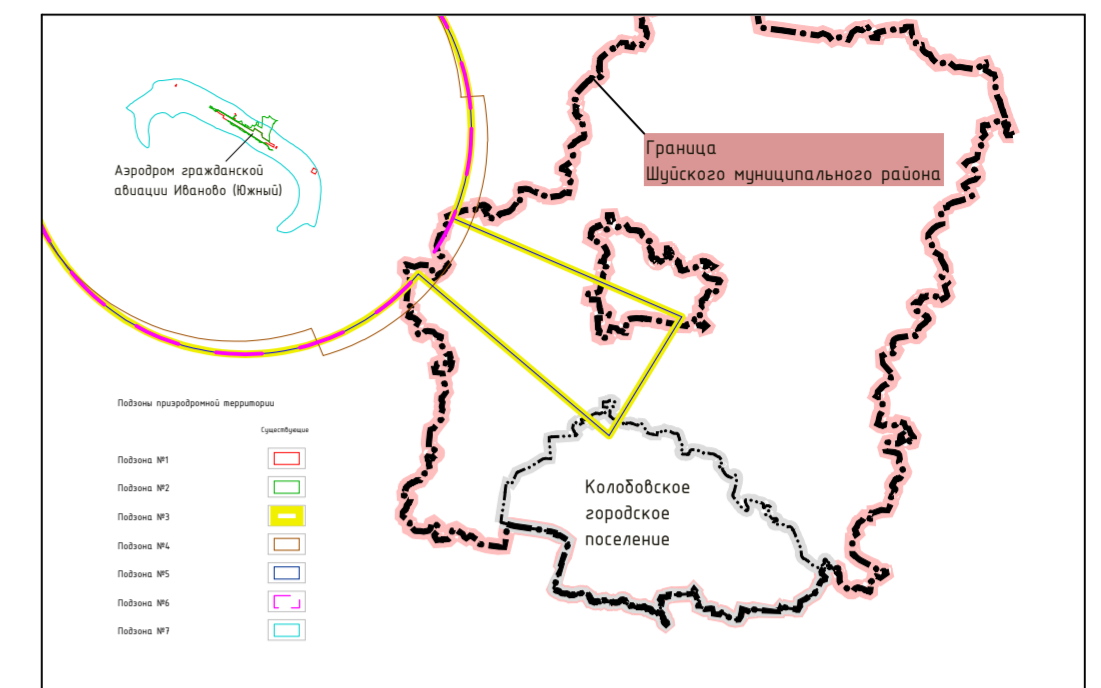 Граница
Шуйского муниципального района
Аэродром гражданской
авиации Иваново (Южный)
Подзоны приэродромной территории
Существующие
Подзона №1
Подзона №2
Подзона №3
Подзона №4
Подзона №5
Подзона №6
Подзона №7
Колобовское
городское
поселение